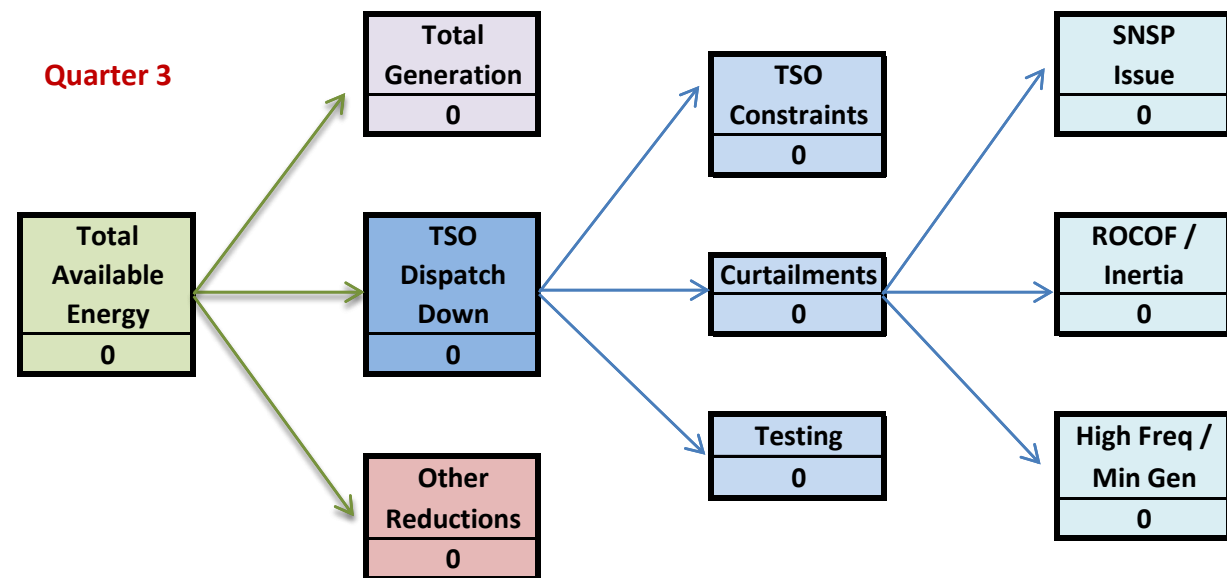 Quarter 3
Total
Available
Energy
0
Total
Generation
0
TSO
Dispatch
Down
0
Other
Reductions
0
TSO
Constraints
0
Curtailments
0
Testing
0
SNSP
Issue
0
ROCOF /
Inertia
0
High Freq /
Min Gen
0